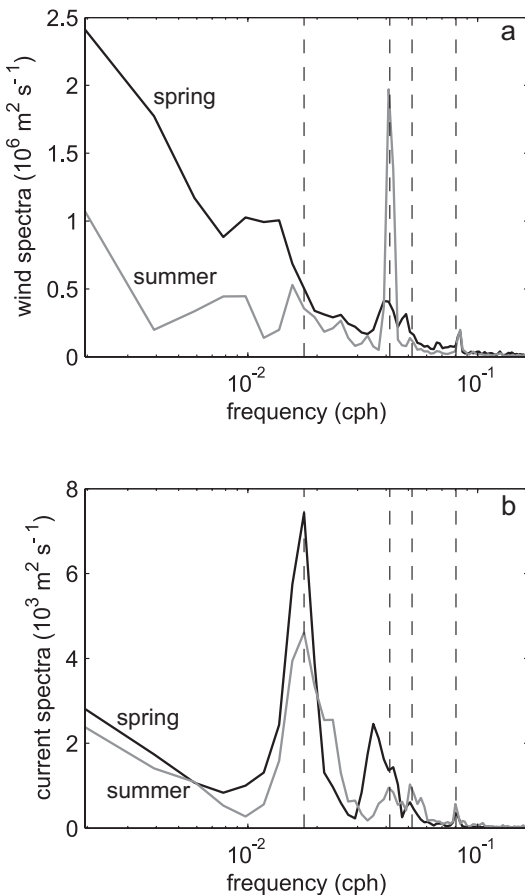 a
2.5
2
1.5
1
0.5
0
wind spectra (10⁶ m² s⁻¹)
spring
summer
10⁻² 10⁻¹
frequency (cph)
b
8
6
4
2
0
current spectra (10³ m² s⁻¹)
spring
summer
10⁻² 10⁻¹
frequency (cph)